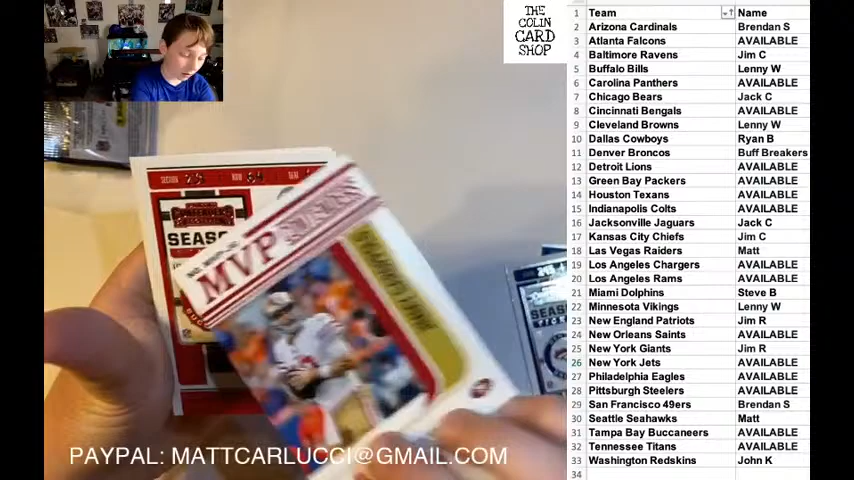 THE
COLIN
CARD
SHOP
1 Team Name
2 Arizona Cardinals Brendan S
3 Atlanta Falcons AVAILABLE
4 Baltimore Ravens Jim C
5 Buffalo Bills Lenny W
6 Carolina Panthers AVAILABLE
7 Chicago Bears Jack C
8 Cincinnati Bengals AVAILABLE
9 Cleveland Browns Lenny W
10 Dallas Cowboys Ryan B
11 Denver Broncos Buff Breakers
12 Detroit Lions AVAILABLE
13 Green Bay Packers AVAILABLE
14 Houston Texans AVAILABLE
15 Indianapolis Colts AVAILABLE
16 Jacksonville Jaguars Jack C
17 Kansas City Chiefs Jim C
18 Las Vegas Raiders Matt
19 Los Angeles Chargers AVAILABLE
20 Los Angeles Rams AVAILABLE
21 Miami Dolphins Steve B
22 Minnesota Vikings Lenny W
23 New England Patriots Jim R
24 New Orleans Saints AVAILABLE
25 New York Giants Jim R
26 New York Jets AVAILABLE
27 Philadelphia Eagles AVAILABLE
28 Pittsburgh Steelers AVAILABLE
29 San Francisco 49ers Brendan S
30 Seattle Seahawks Matt
31 Tampa Bay Buccaneers AVAILABLE
32 Tennessee Titans AVAILABLE
33 Washington Redskins John K
34
SECTION ROW
SEAS
MVP
PAYPAL: MATTCARLUCCI@GMAIL.COM